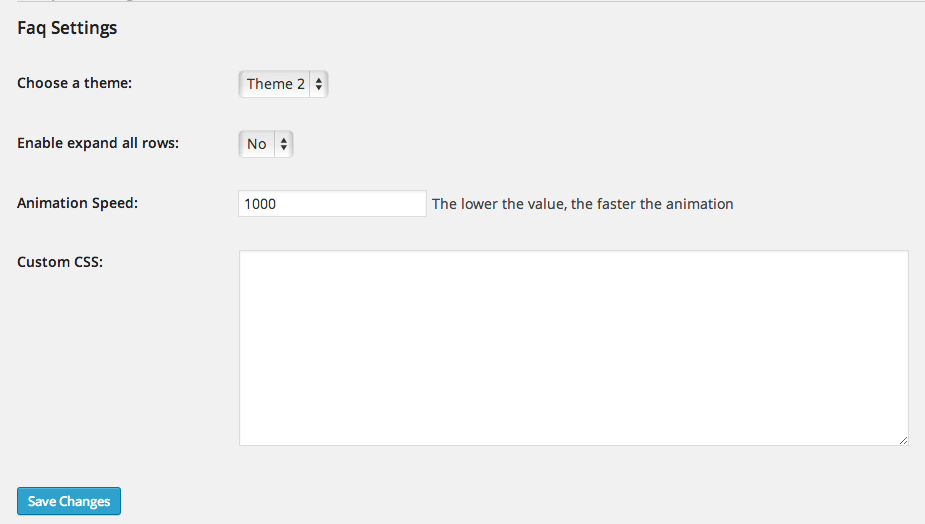 Faq Settings
Choose a theme: Theme 2
Enable expand all rows: No
Animation Speed: 1000 The lower the value, the faster the animation
Custom CSS:
Save Changes